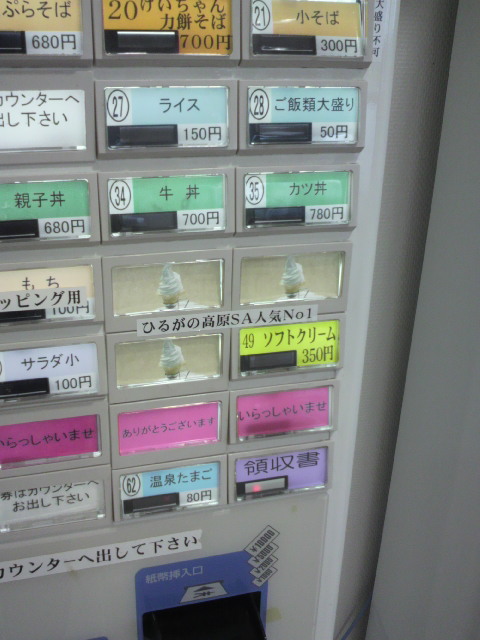 ぷらそば
680円
20 けいちゃん
力餅そば
700円
21 小そば
300円
大盛り不可
カウンターへ
出し下さい
27 ライス
150円
28 ご飯類大盛り
50円
親子丼
680円
34 牛丼
700円
35 カツ丼
780円
もち
100円
ッピング用
ひるがの高原SA人気No1
サラダ小
100円
49 ソフトクリーム
350円
いらっしゃいませ
ありがとうございます
いらっしゃいませ
券はカウンターへ
お出し下さい
62 温泉たまご
80円
領収書
カウンターへ出して下さい
紙幣挿入口